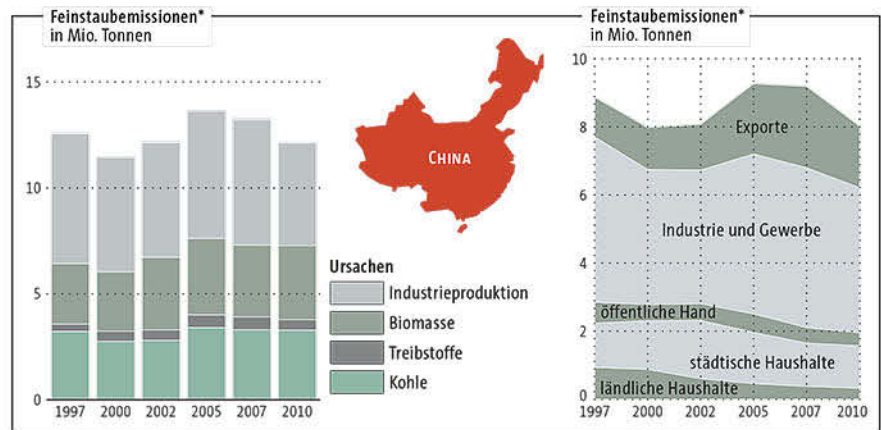 Feinstaubemissionen*
in Mio. Tonnen
15
10
5
0
1997 2000 2002 2005 2007 2010
CHINA
Ursachen
Industrieproduktion
Biomasse
Treibstoffe
Kohle
Feinstaubemissionen*
in Mio. Tonnen
10
8
6
4
2
0
Exporte
Industrie und Gewerbe
öffentliche Hand
städtische Haushalte
ländliche Haushalte
1997 2000 2002 2005 2007 2010